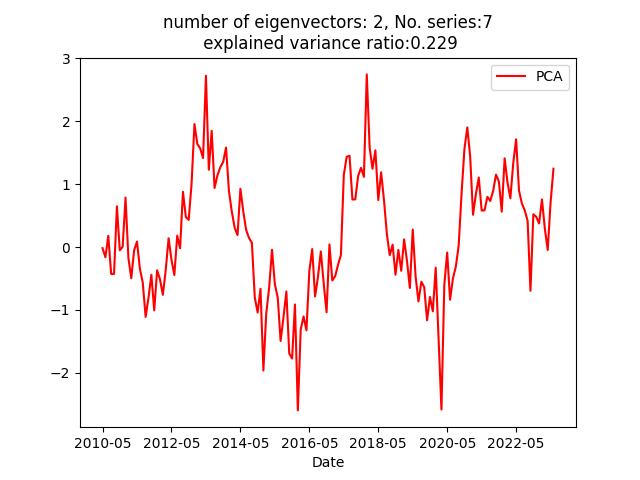 number of eigenvectors: 2, No. series:7
explained variance ratio:0.229
PCA
3
2
1
0
−1
−2
2010-05 2012-05 2014-05 2016-05 2018-05 2020-05 2022-05
Date